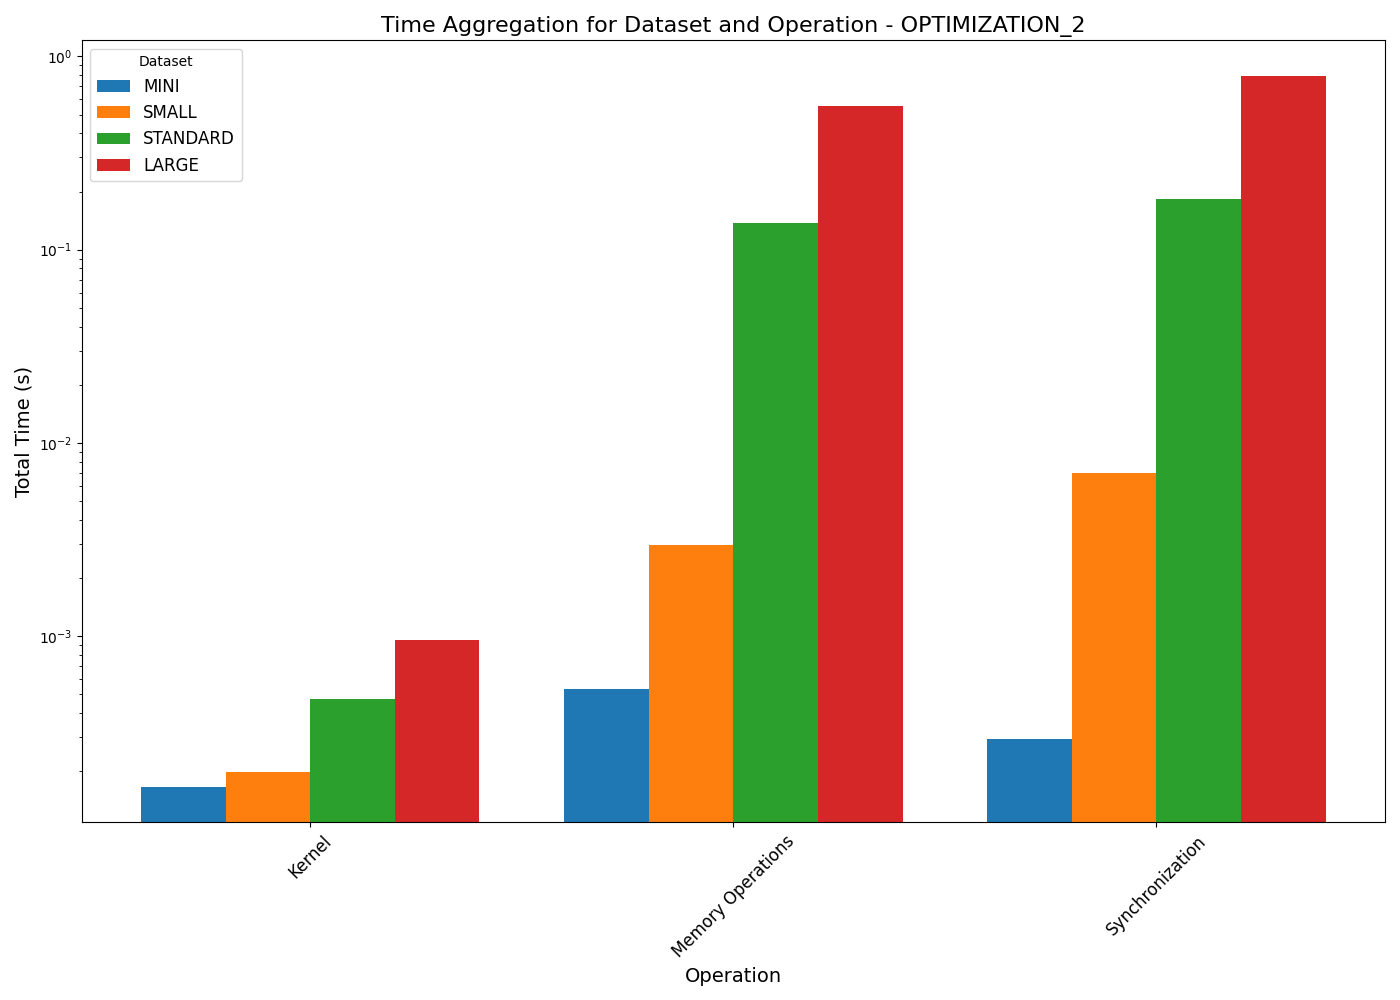 Time Aggregation for Dataset and Operation - OPTIMIZATION_2
Dataset
MINI
SMALL
STANDARD
LARGE
10⁰
10⁻¹
10⁻²
10⁻³
Total Time (s)
Kernel
Memory Operations
Synchronization
Operation